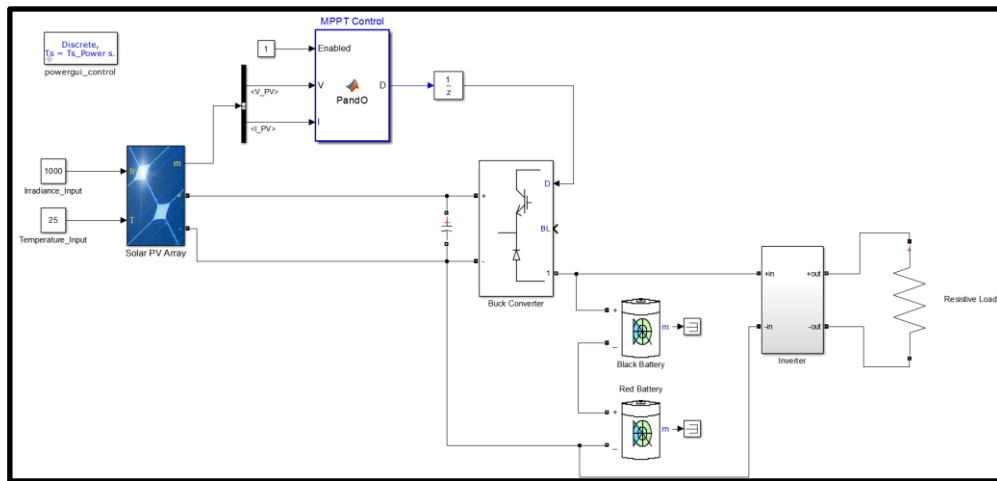 MPPT Control
Discrete,
Ts = Ts_Power s.
powergui_control
1
Enabled
V
D
PandO
I
<V_PV>
<I_PV>
1
z
1000
Irradiance_Input
25
Temperature_Input
Ir
m
T
+
-
Solar PV Array
+
-
D
BL
1
Buck Converter
+
m
_
Black Battery
Red Battery
+
m
_
+in
+out
-in
-out
Inverter
+
Resistive Load
+